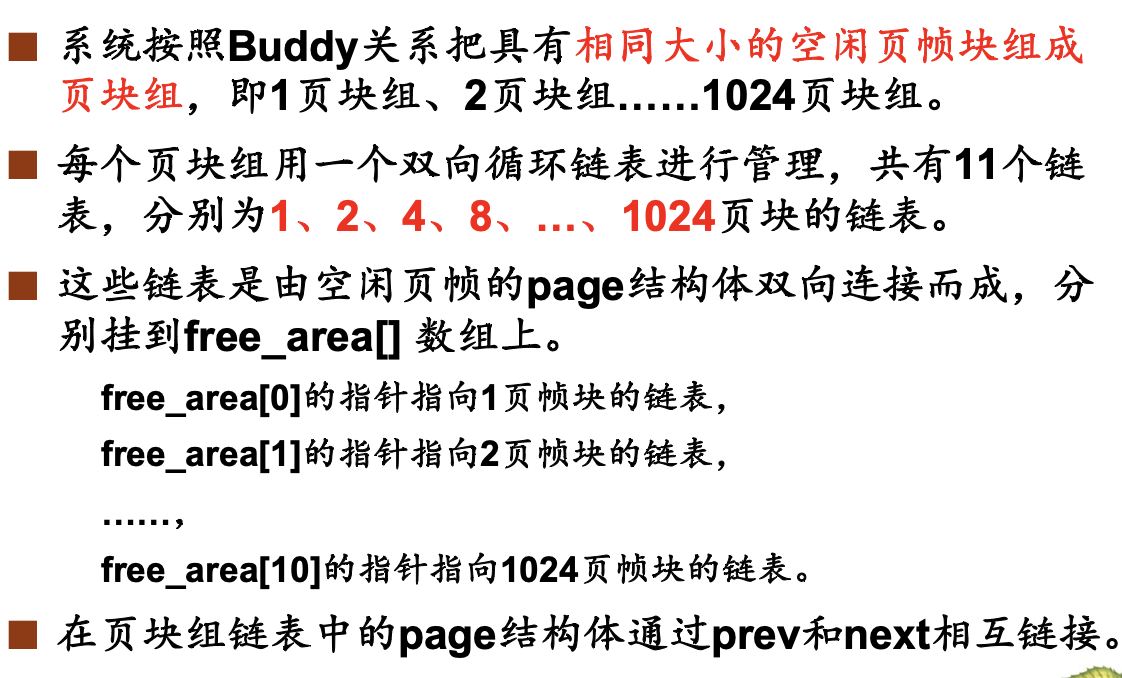 系统按照Buddy关系把具有相同大小的空闲页帧块组成
页块组，即1页块组、2页块组……1024页块组。
每个页块组用一个双向循环链表进行管理，共有11个链
表，分别为1、2、4、8、…、1024页块的链表。
这些链表是由空闲页帧的page结构体双向连接而成，分
别挂到free_area[] 数组上。
free_area[0]的指针指向1页帧块的链表，
free_area[1]的指针指向2页帧块的链表，
……，
free_area[10]的指针指向1024页帧块的链表。
在页块组链表中的page结构体通过prev和next相互链接。